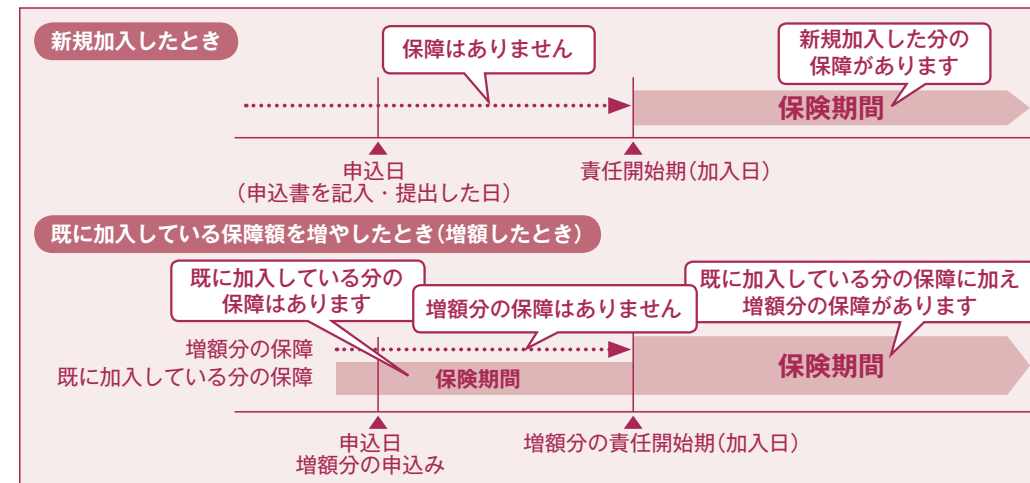 新規加入したとき
保障はありません
新規加入した分の
保障があります
保険期間
申込日
(申込書を記入・提出した日)
責任開始期(加入日)
既に加入している保障額を増やしたとき(増額したとき)
既に加入している分の
保障はあります
増額分の保障はありません
既に加入している分の保障に加え
増額分の保障があります
増額分の保障
既に加入している分の保障
保険期間
保険期間
申込日
増額分の申込み
増額分の責任開始期(加入日)